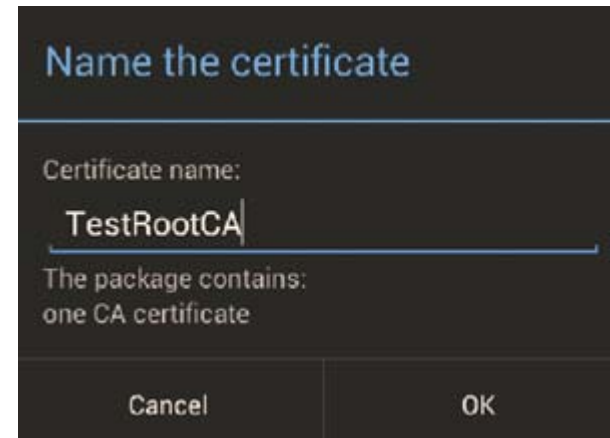 Name the certificate
Certificate name:
TestRootCA
The package contains:
one CA certificate
Cancel
OK